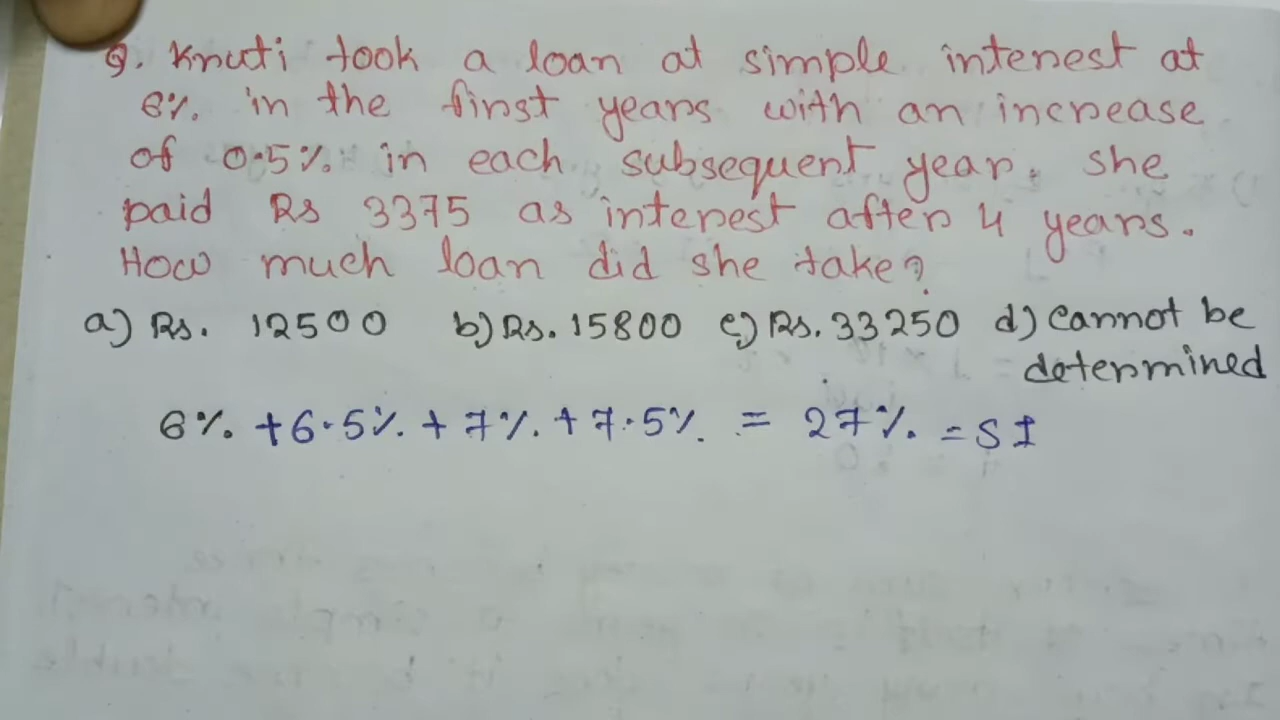 Q. Kruti took a loan at simple interest at
6% in the first years with an increase
of 0.5% in each subsequent year. she
paid Rs 3375 as interest after 4 years.
How much loan did she take?
a) Rs. 12500 b) Rs. 15800 c) Rs. 33250 d) cannot be
determined
6% + 6.5% + 7% + 7.5% = 27% = SI